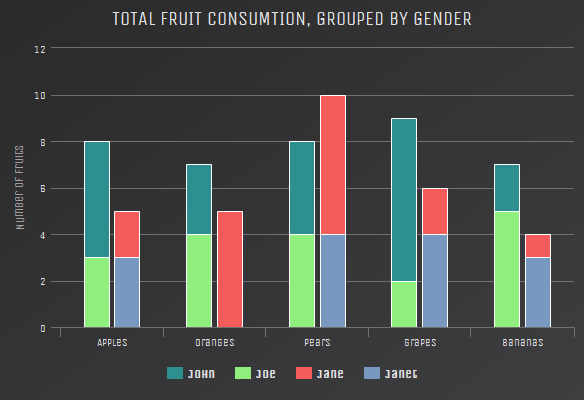 TOTAL FRUIT CONSUMTION, GROUPED BY GENDER
12
10
8
6
4
2
0
Number of fruits
Apples
Oranges
Pears
Grapes
Bananas
John
Joe
Jane
Janet